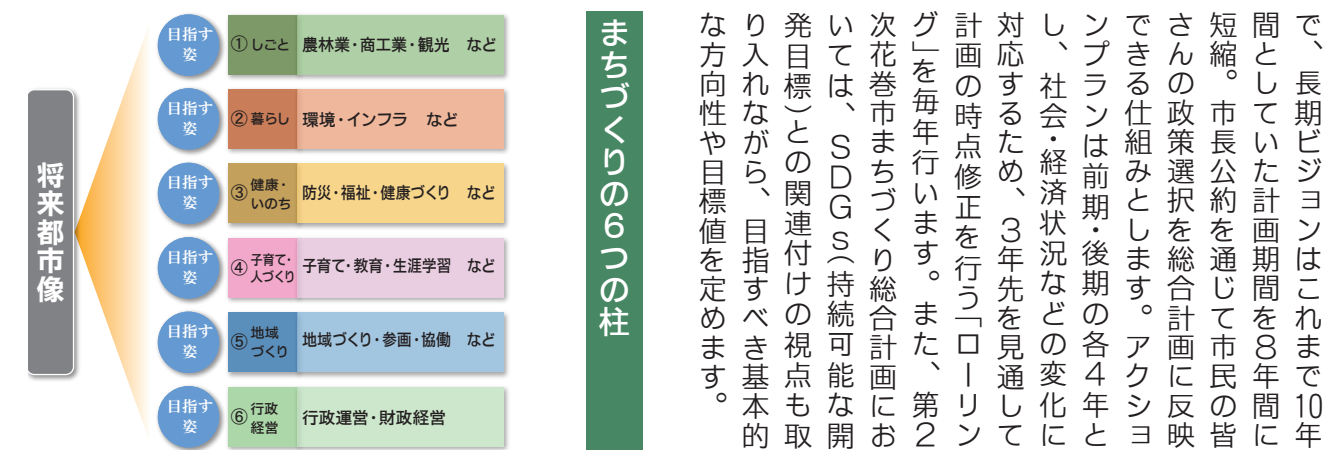 で、長期ビジョンはこれまで10年
間としていた計画期間を８年間に
短縮。市長公約を通じて市民の皆
さんの政策選択を総合計画に反映
できる仕組みとします。アクショ
ンプランは前期・後期の各４年と
し、社会・経済状況などの変化に
対応するため、３年先を見通して
計画の時点修正を行う「ローリン
グ」を毎年行います。また、第２
次花巻市まちづくり総合計画にお
いては、ＳＤＧｓ（持続可能な開
発目標）との関連付けの視点も取
り入れながら、目指すべき基本的
な方向性や目標値を定めます。
まちづくりの６つの柱
将来都市像
目指す
姿
①しごと
農林業・商工業・観光　など
目指す
姿
②暮らし
環境・インフラ　など
目指す
姿
③健康・
いのち
防災・福祉・健康づくり　など
目指す
姿
④子育て・
人づくり
子育て・教育・生涯学習　など
目指す
姿
⑤地域
づくり
地域づくり・参画・協働　など
目指す
姿
⑥行政
経営
行政運営・財政経営